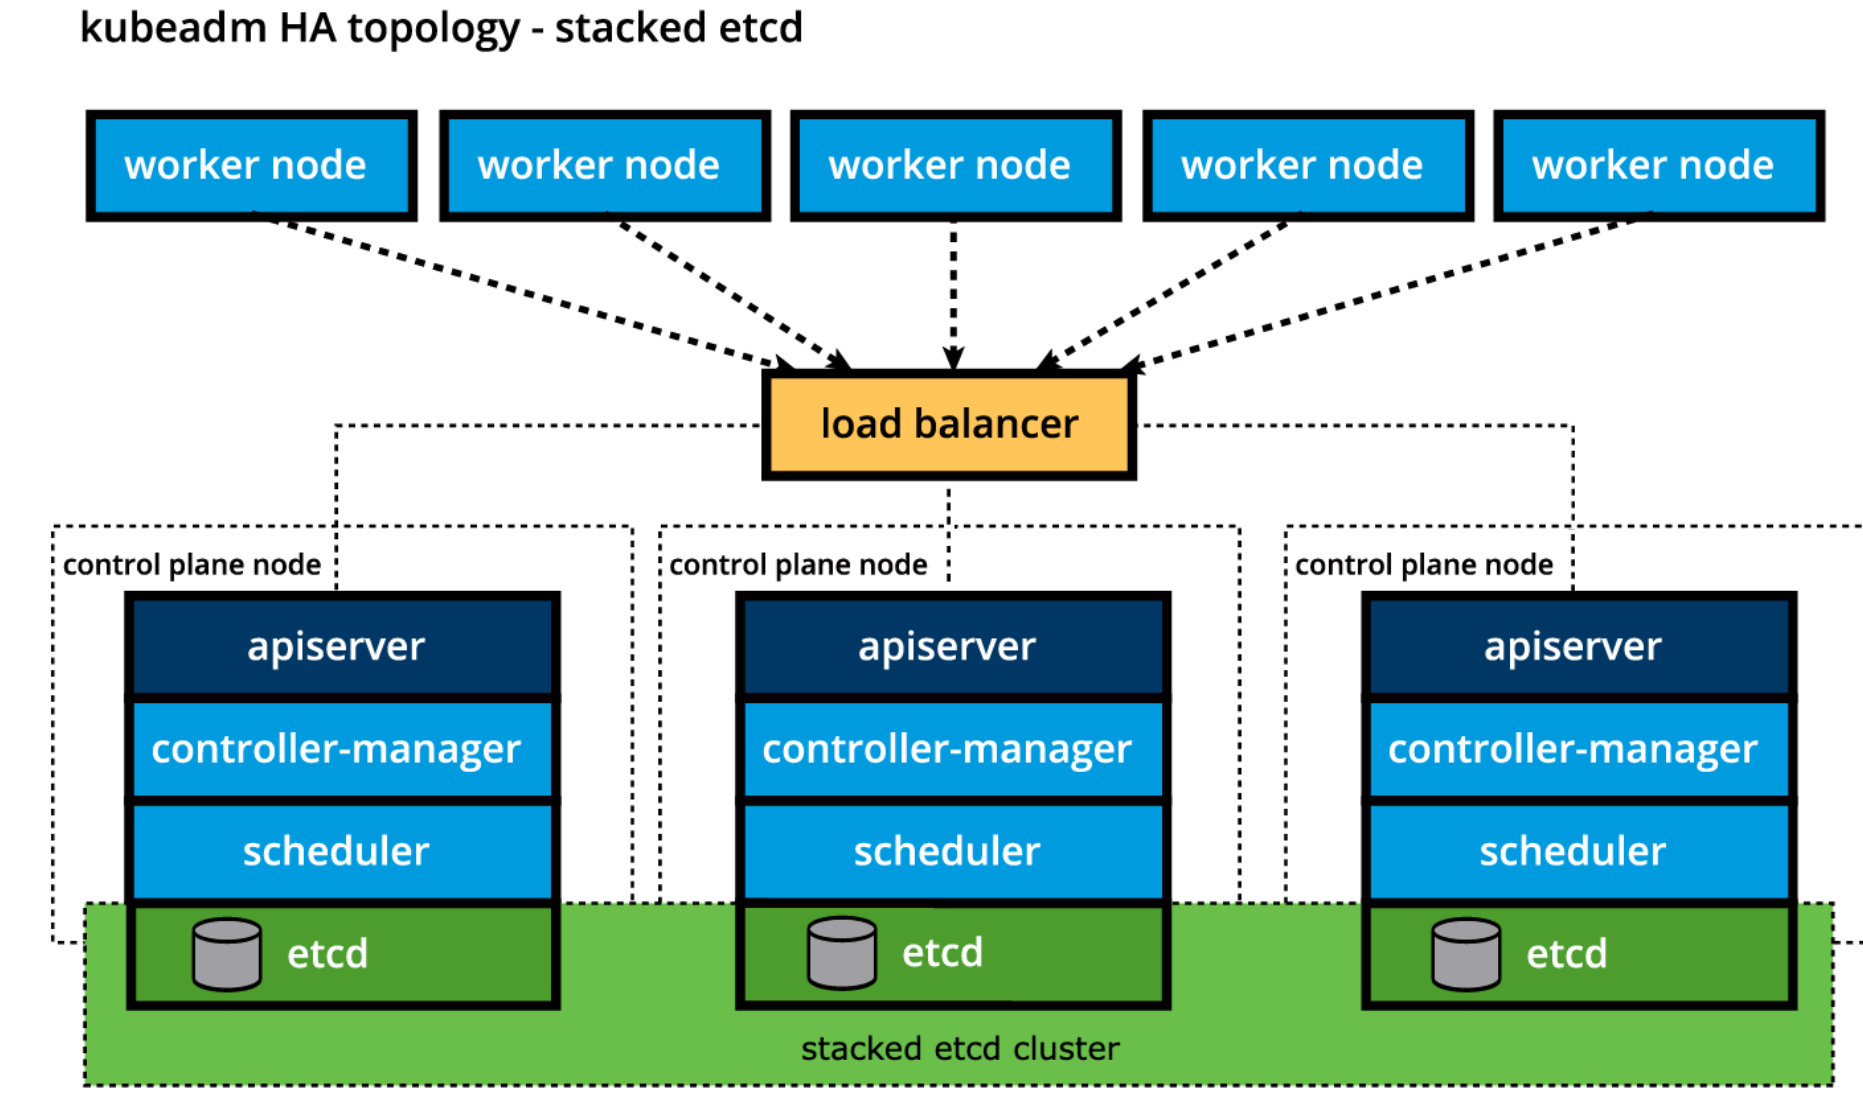 kubeadm HA topology - stacked etcd
worker node
worker node
worker node
worker node
worker node
load balancer
control plane node
control plane node
control plane node
apiserver
apiserver
apiserver
controller-manager
controller-manager
controller-manager
scheduler
scheduler
scheduler
etcd
etcd
etcd
stacked etcd cluster